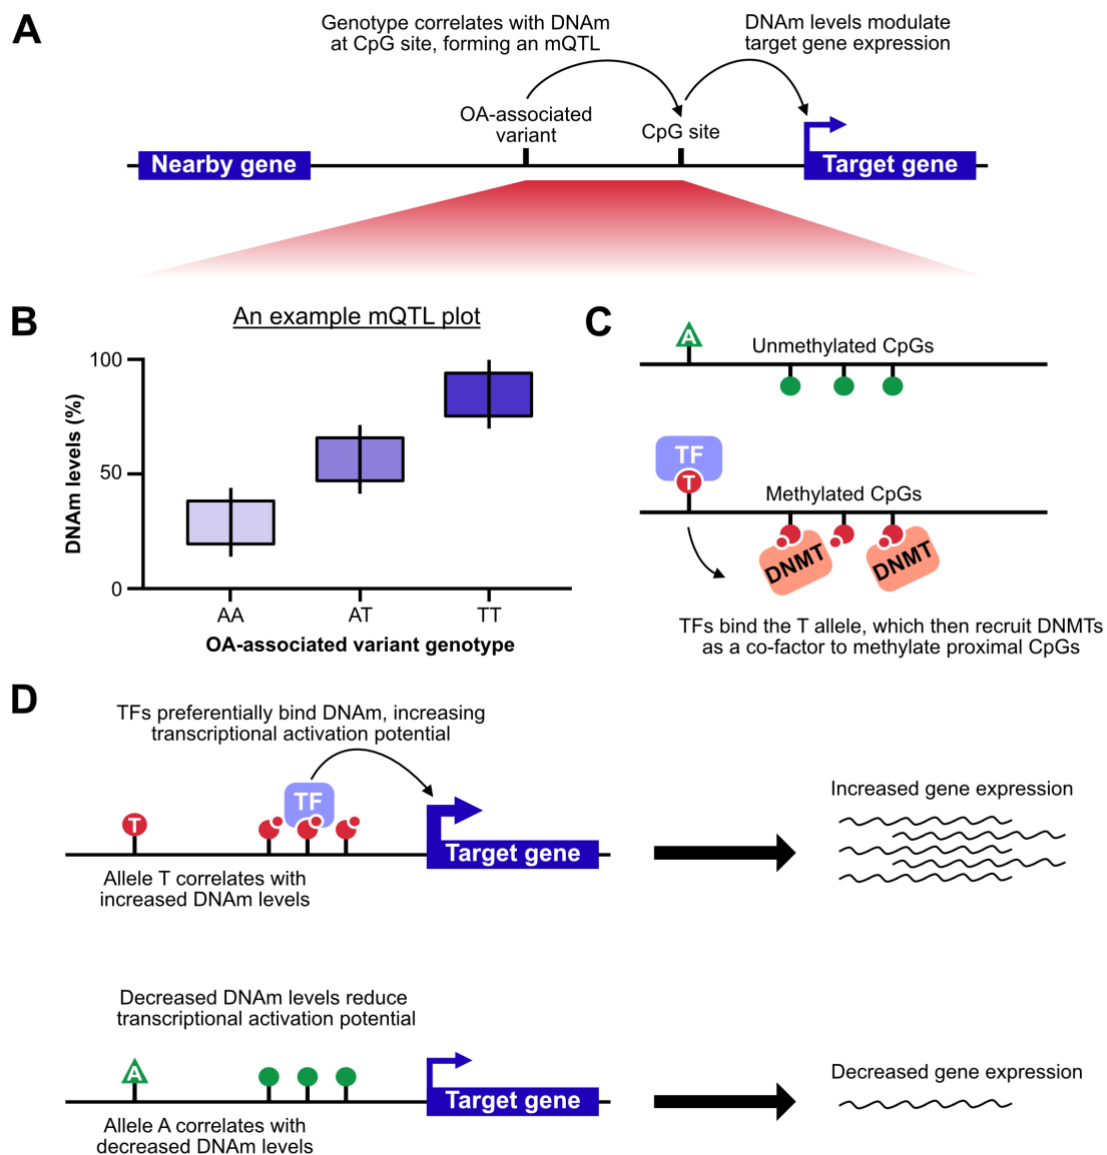 A
Genotype correlates with DNAm
at CpG site, forming an mQTL
DNAm levels modulate
target gene expression
OA-associated
variant
CpG site
Nearby gene
Target gene
B
An example mQTL plot
100
50
0
DNAm levels (%)
AA
AT
TT
OA-associated variant genotype
C
A
Unmethylated CpGs
TF
T
Methylated CpGs
DNMT
DNMT
TFs bind the T allele, which then recruit DNMTs
as a co-factor to methylate proximal CpGs
D
TFs preferentially bind DNAm, increasing
transcriptional activation potential
TF
T
Target gene
Allele T correlates with
increased DNAm levels
Increased gene expression
Decreased DNAm levels reduce
transcriptional activation potential
A
Target gene
Allele A correlates with
decreased DNAm levels
Decreased gene expression